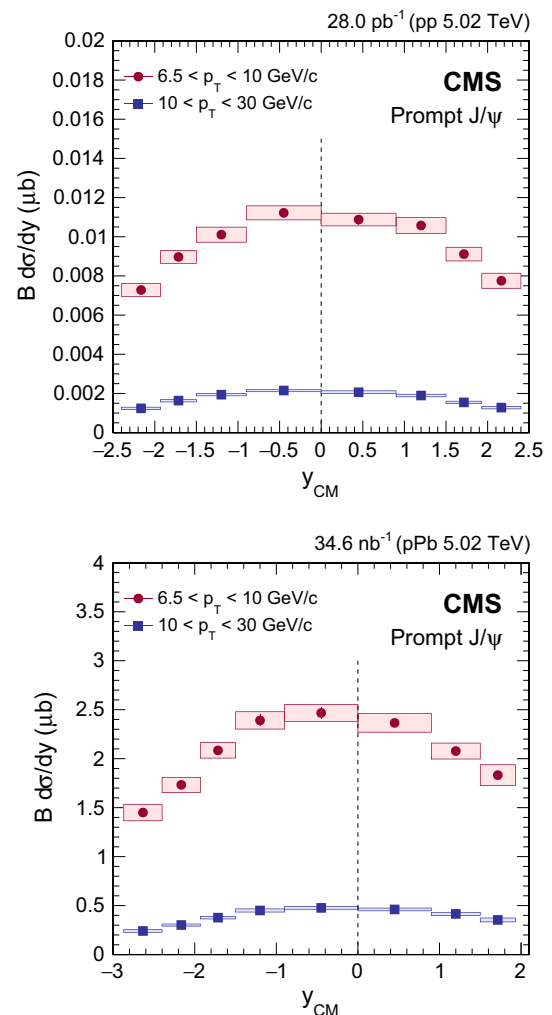 28.0 pb⁻¹ (pp 5.02 TeV)
0.02
6.5 < p_T < 10 GeV/c
CMS
0.018
10 < p_T < 30 GeV/c
Prompt J/ψ
0.016
0.014
0.012
0.01
0.008
0.006
0.004
0.002
0
B dσ/dy (μb)
−2.5 −2 −1.5 −1 −0.5 0 0.5 1 1.5 2 2.5
y_CM
34.6 nb⁻¹ (pPb 5.02 TeV)
4
6.5 < p_T < 10 GeV/c
CMS
3.5
10 < p_T < 30 GeV/c
Prompt J/ψ
3
2.5
2
1.5
1
0.5
0
B dσ/dy (μb)
−3 −2 −1 0 1 2
y_CM